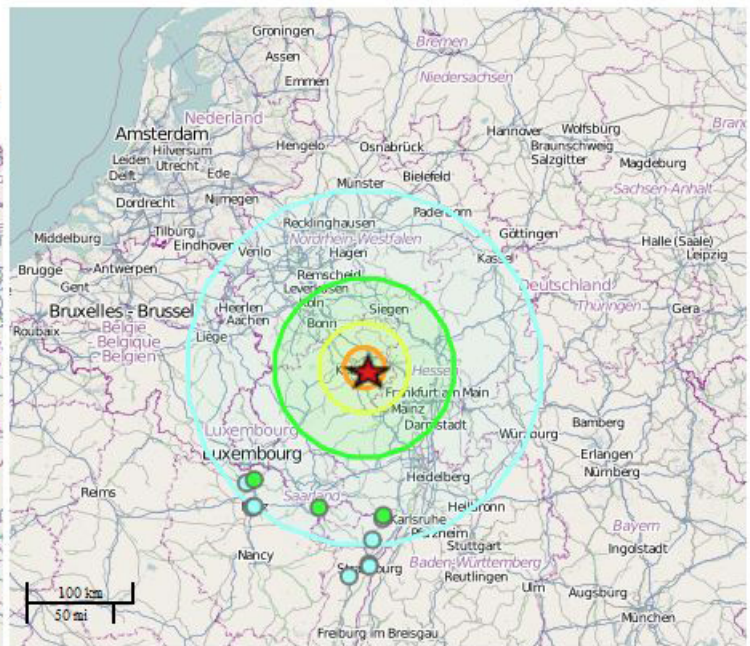 Groningen
Assen
Bremen
Emmen
Niedersachsen
Nederland
Amsterdam
Hannover
Wolfsburg
Hilversum
Hengelo
Osnabrück
Braunschweig
Leiden
Utrecht
Salzgitter
Magdeburg
Delft
Ede
Bielefeld
Münster
Sachsen-Anhalt
Dordrecht
Nijmegen
Paderborn
Recklinghausen
Tilburg
Göttingen
Middelburg
Eindhoven
Nordrhein-Westfalen
Halle (Saale)
Venlo
Hagen
Kassel
Leipzig
Brugge
Antwerpen
Remscheid
Gent
Leverkusen
Deutschland
Köln
Thüringen
Bruxelles - Brussel
Heerlen
Siegen
Gera
Aachen
Bonn
Roubaix
België
Liège
- Belgique
- Belgien
Hessen
Frankfurt am Main
Mainz
Luxembourg
Darmstadt
Bamberg
Würzburg
Luxembourg
Erlangen
Nürnberg
Heidelberg
Reims
Saarland
Heilbronn
Karlsruhe
Bayern
Pforzheim
Stuttgart
Ingolstadt
Nancy
Strasbourg
Baden-Württemberg
Reutlingen
100 km
Ulm
Augsburg
50 mi
München
Freiburg im Breisgau